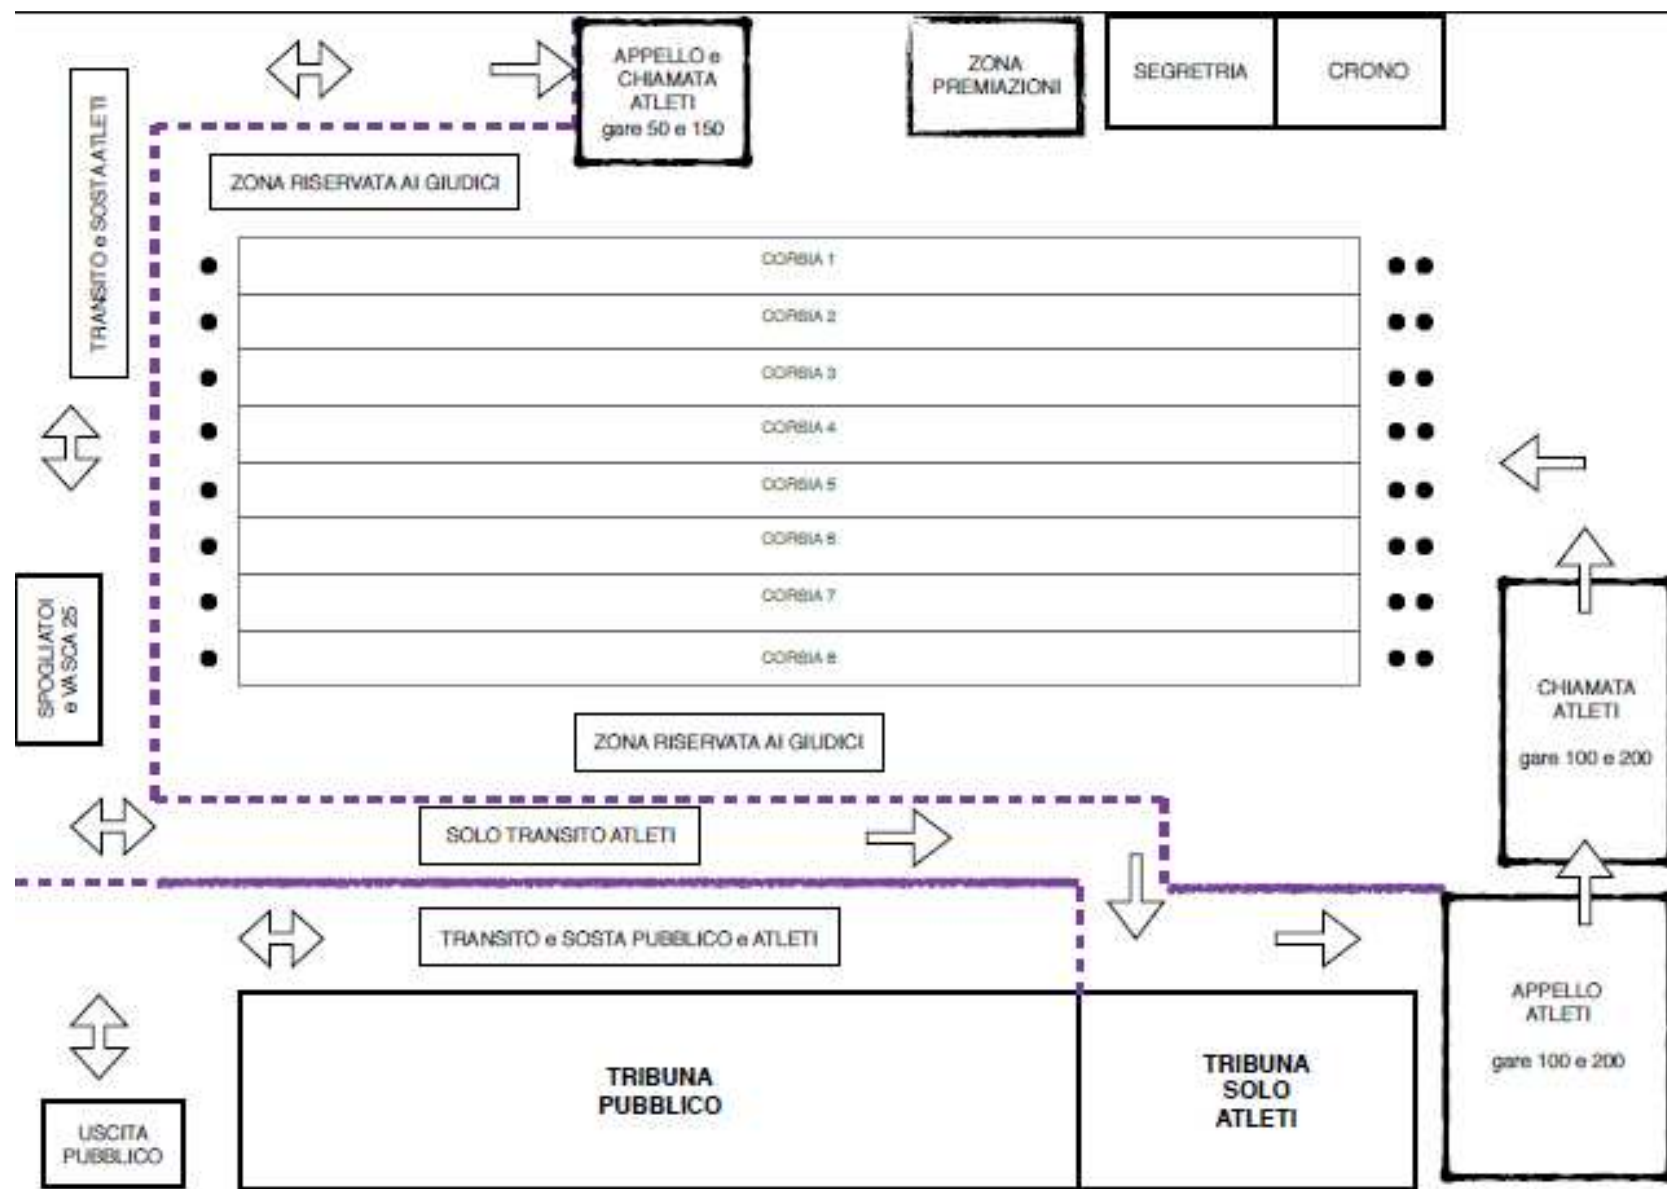 APPELLO e
CHIAMATA
ATLETI
gare 50 e 150
ZONA
PREMIAZIONI
SEGRETRIA
CRONO
TRANSITO e SOSTA ATLETI
ZONA RISERVATA AI GIUDICI
CORSIA 1
CORSIA 2
CORSIA 3
CORSIA 4
CORSIA 5
CORSIA 6
CORSIA 7
CORSIA 8
SPOGLIATOI
e VASCA 25
CHIAMATA
ATLETI
gare 100 e 200
ZONA RISERVATA AI GIUDICI
SOLO TRANSITO ATLETI
TRANSITO e SOSTA PUBBLICO e ATLETI
APPELLO
ATLETI
gare 100 e 200
TRIBUNA
PUBBLICO
TRIBUNA
SOLO
ATLETI
USCITA
PUBBLICO